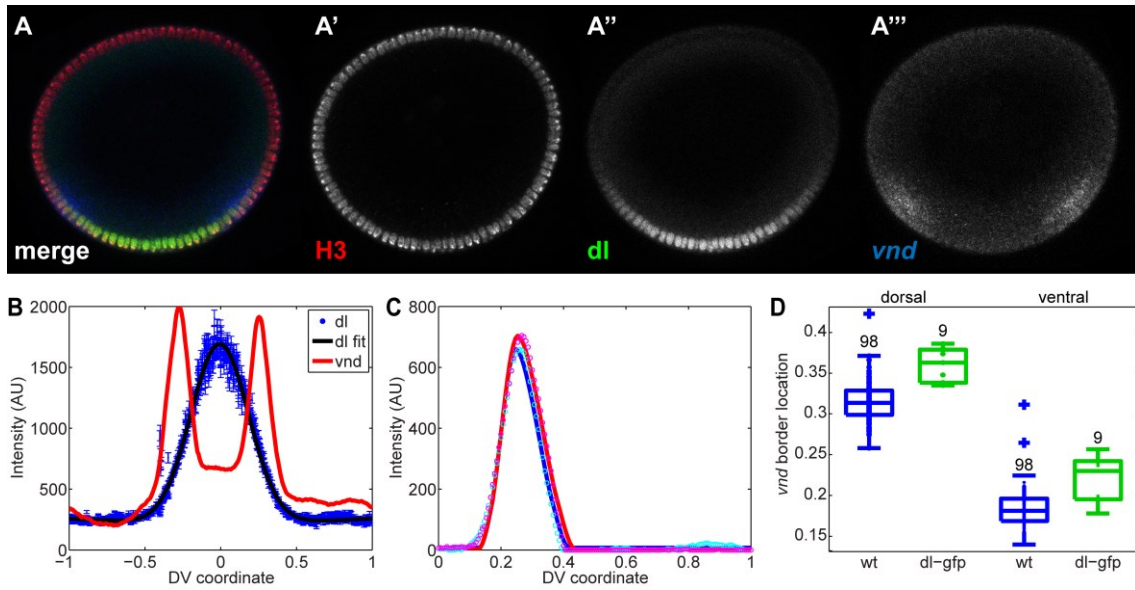 A
A'
A''
A'''
merge
H3
dl
vnd
B
2000
1500
1000
500
0
Intensity (AU)
−1
−0.5
0
0.5
1
DV coordinate
dl
dl fit
vnd
C
800
600
400
200
0
Intensity (AU)
0
0.2
0.4
0.6
0.8
1
DV coordinate
D
dorsal
ventral
0.4
0.35
0.3
0.25
0.2
0.15
vnd border location
98
9
98
9
wt
dl−gfp
wt
dl−gfp